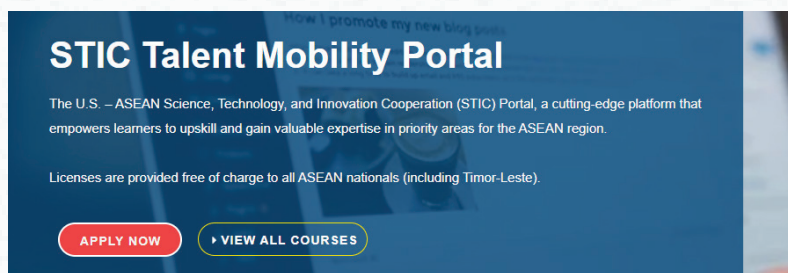 How I promote my new blog posts
STIC Talent Mobility Portal
The U.S. – ASEAN Science, Technology, and Innovation Cooperation (STIC) Portal, a cutting-edge platform that
empowers learners to upskill and gain valuable expertise in priority areas for the ASEAN region.
Licenses are provided free of charge to all ASEAN nationals (including Timor-Leste).
APPLY NOW
VIEW ALL COURSES